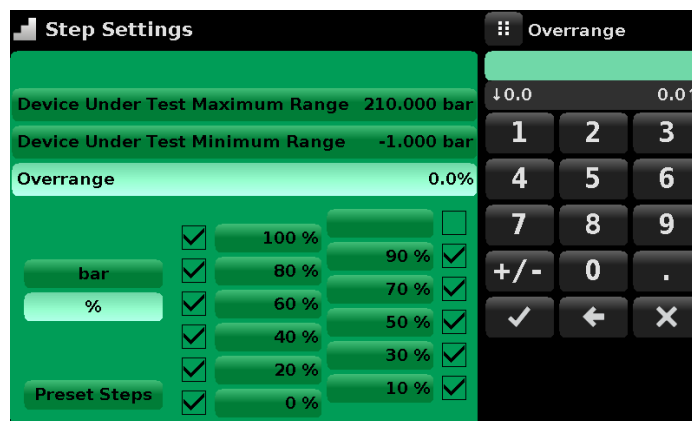 Step Settings
Overrange
Device Under Test Maximum Range 210.000 bar
Device Under Test Minimum Range -1.000 bar
Overrange 0.0%
bar
%
Preset Steps
100 %
80 %
60 %
40 %
20 %
0 %
90 %
70 %
50 %
30 %
10 %
↓0.0 0.0↑
1 2 3
4 5 6
7 8 9
+/- 0 .